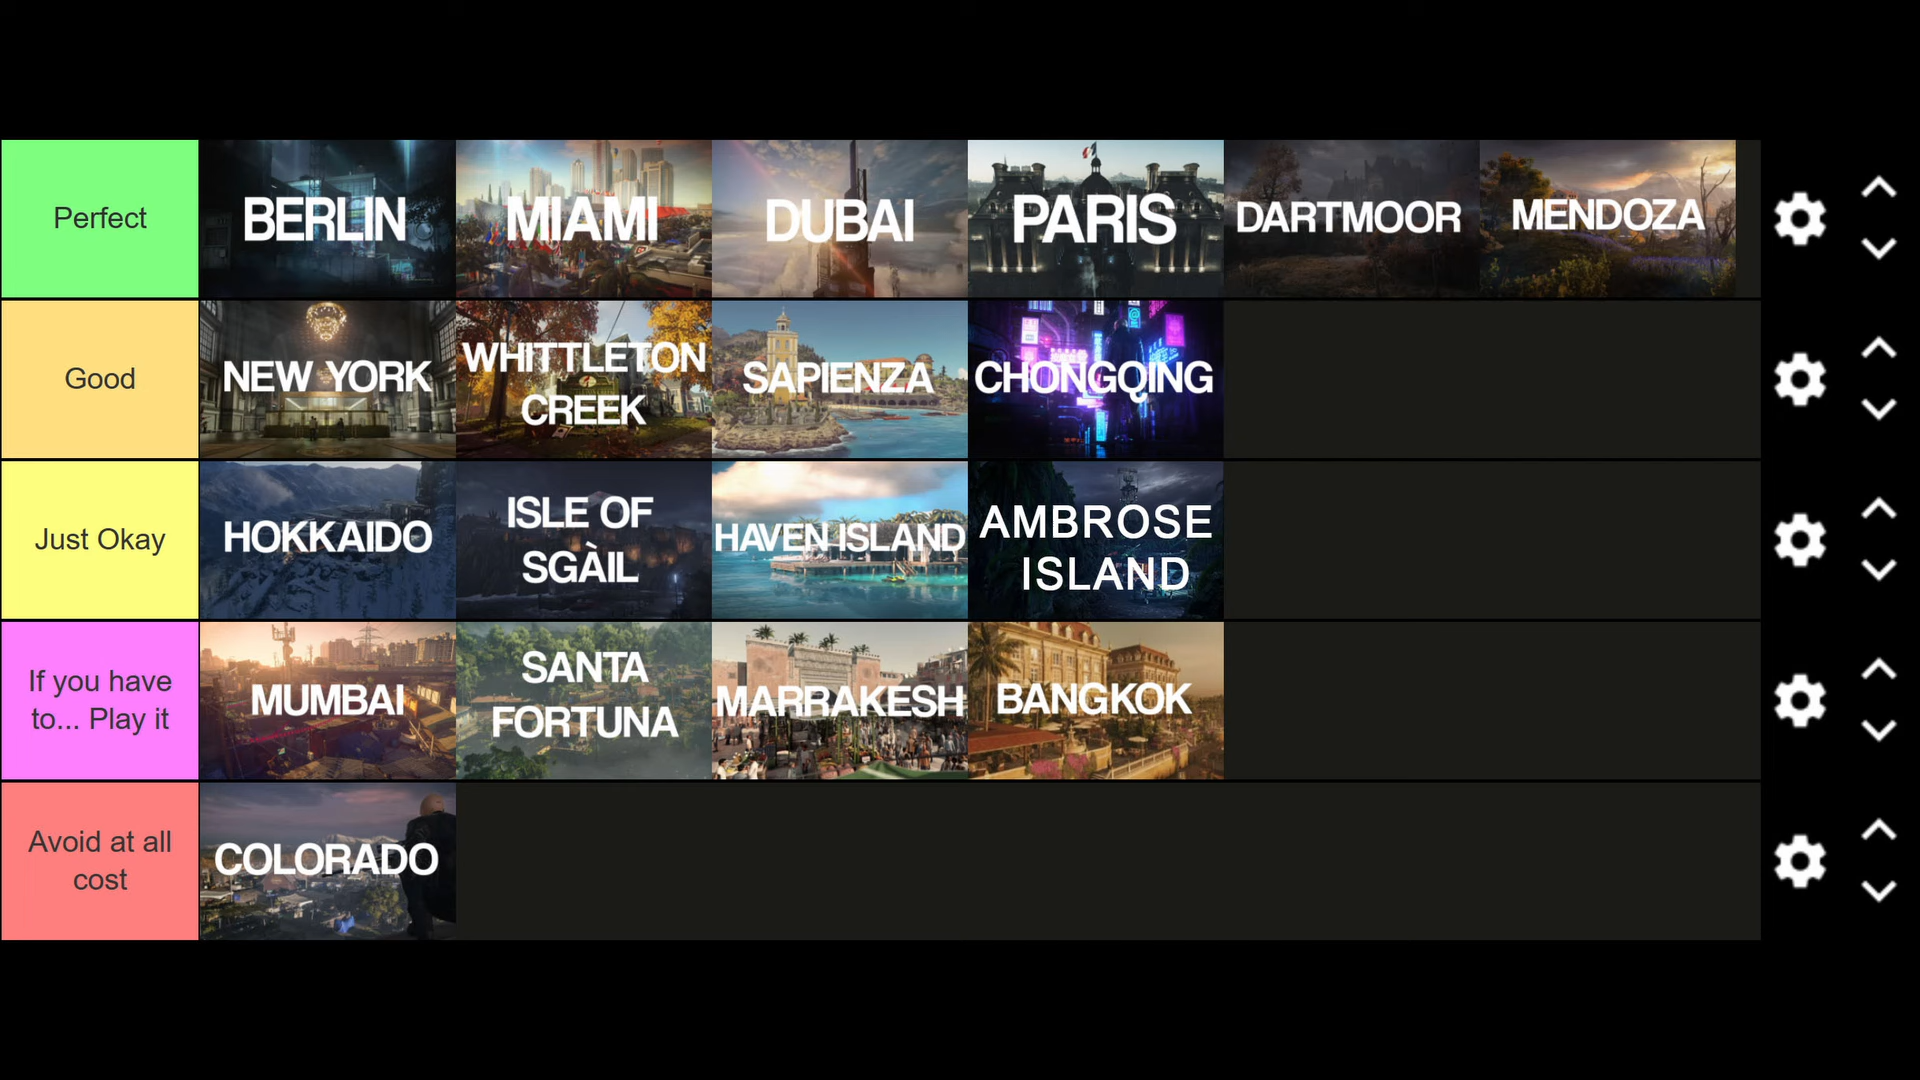 Perfect
BERLIN
MIAMI
DUBAI
PARIS
DARTMOOR
MENDOZA
Good
NEW YORK
WHITTLETON
CREEK
SAPIENZA
CHONGQING
Just Okay
HOKKAIDO
ISLE OF
SGÀIL
HAVEN ISLAND
AMBROSE
ISLAND
If you have
to... Play it
MUMBAI
SANTA
FORTUNA
MARRAKESH
BANGKOK
Avoid at all
cost
COLORADO